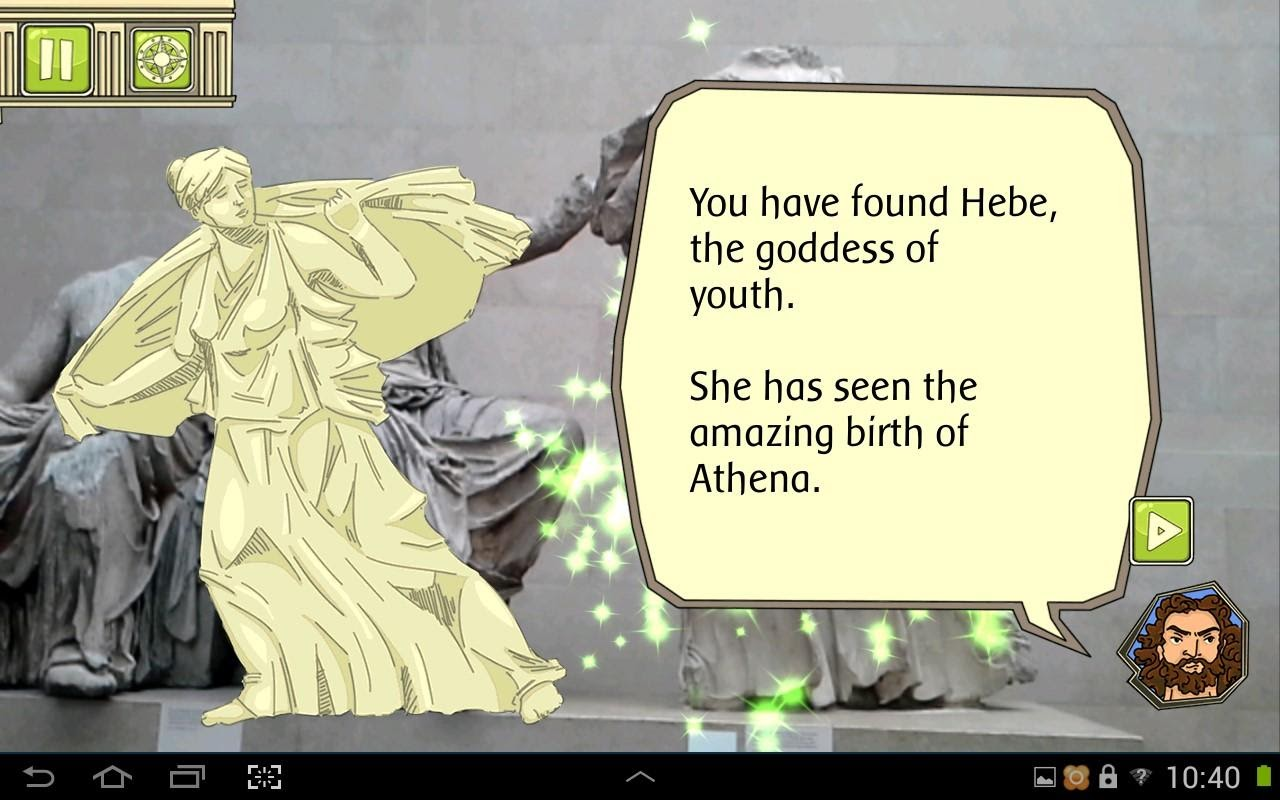 You have found Hebe,
the goddess of
youth.
She has seen the
amazing birth of
Athena.
10:40